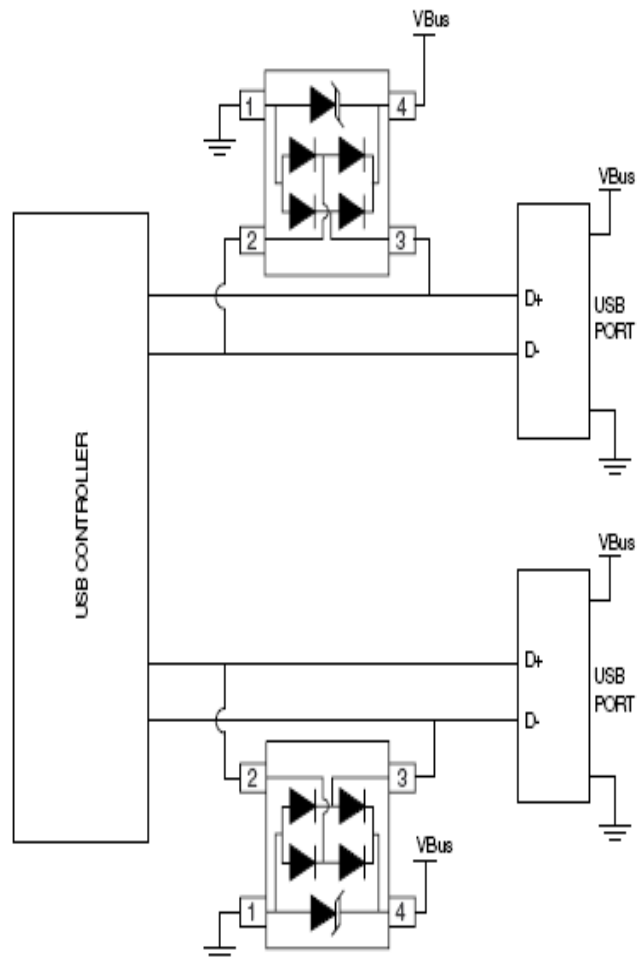 VBus
1
4
2
3
VBus
D+
USB
PORT
D-
USB CONTROLLER
VBus
D+
USB
PORT
D-
2
3
VBus
1
4